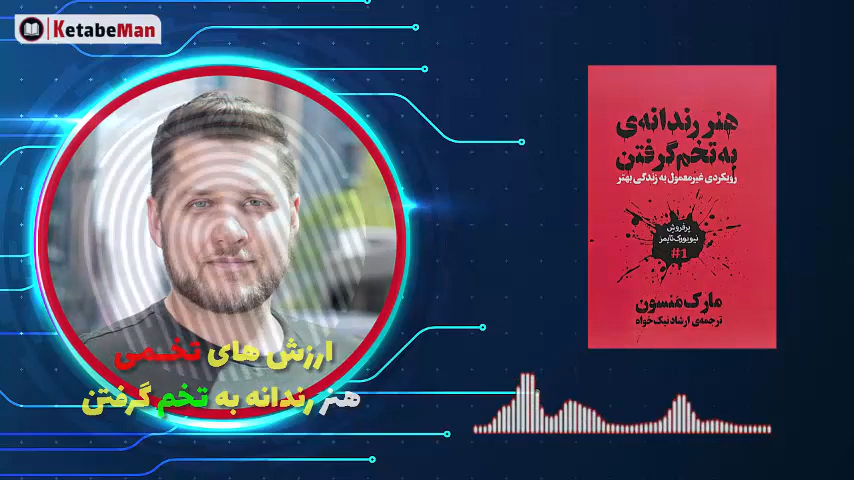 KetabeMan
هنر رندانه‌ی
به تخم گرفتن
رویکردی غیرمعمول به زندگی بهتر
پرفروش
نیویورک تایمز
#1
مارک منسون
ترجمه‌ی ارشاد نیک‌خواه
ارزش های تخـمی
هنر رندانه به تخم گرفتن